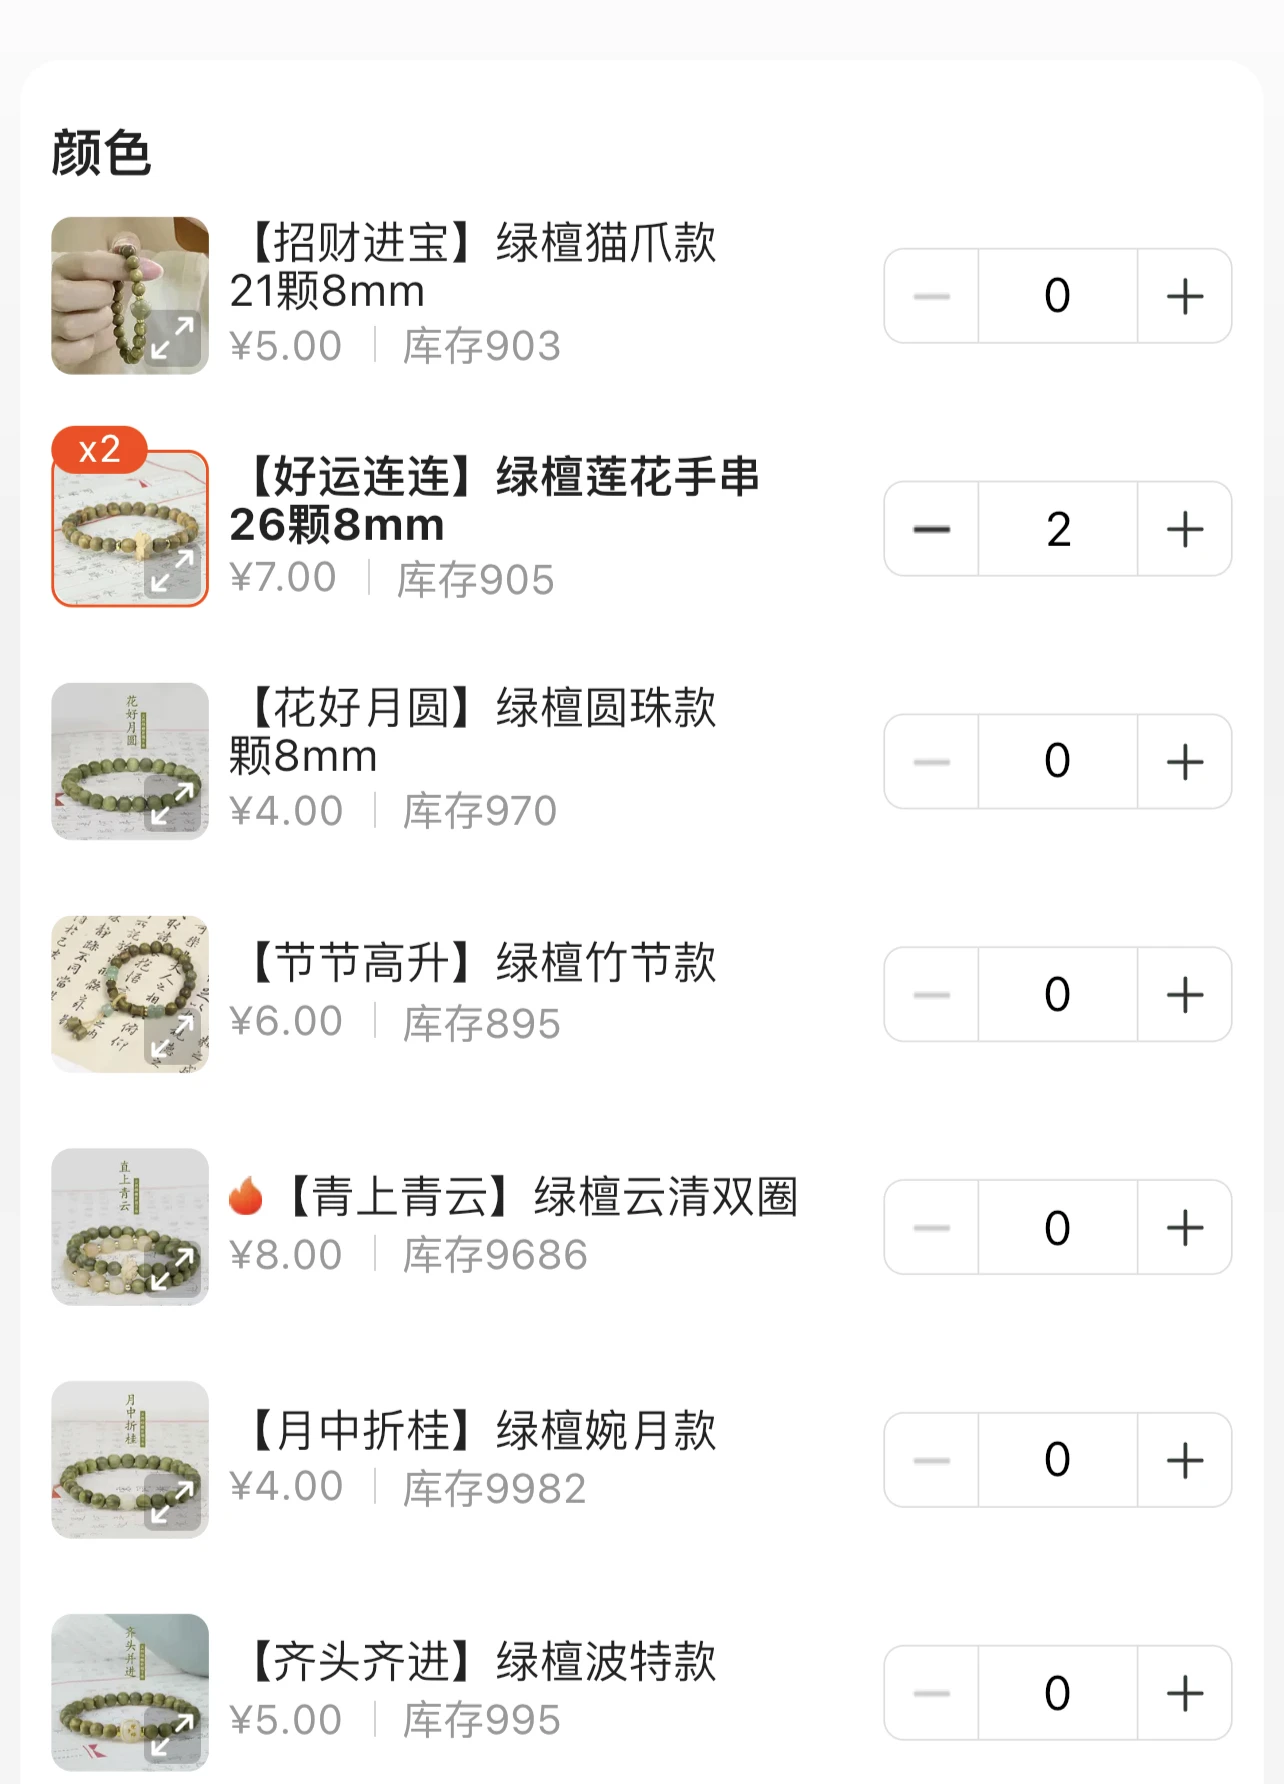 颜色
【招财进宝】绿檀猫爪款
21颗8mm
¥5.00 库存903
0
x2
【好运连连】绿檀莲花手串
26颗8mm
¥7.00 库存905
2
花好月圆
【花好月圆】绿檀圆珠款
颗8mm
¥4.00 库存970
0
【节节高升】绿檀竹节款
¥6.00 库存895
0
直上青云
【青上青云】绿檀云清双圈
¥8.00 库存9686
0
月中折桂
【月中折桂】绿檀婉月款
¥4.00 库存9982
0
齐头并进
【齐头齐进】绿檀波特款
¥5.00 库存995
0